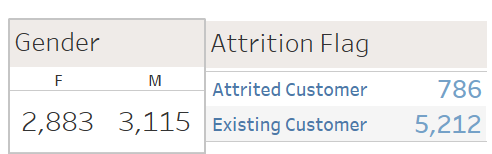 Gender
F M
2,883 3,115
Attrition Flag
Attrited Customer 786
Existing Customer 5,212